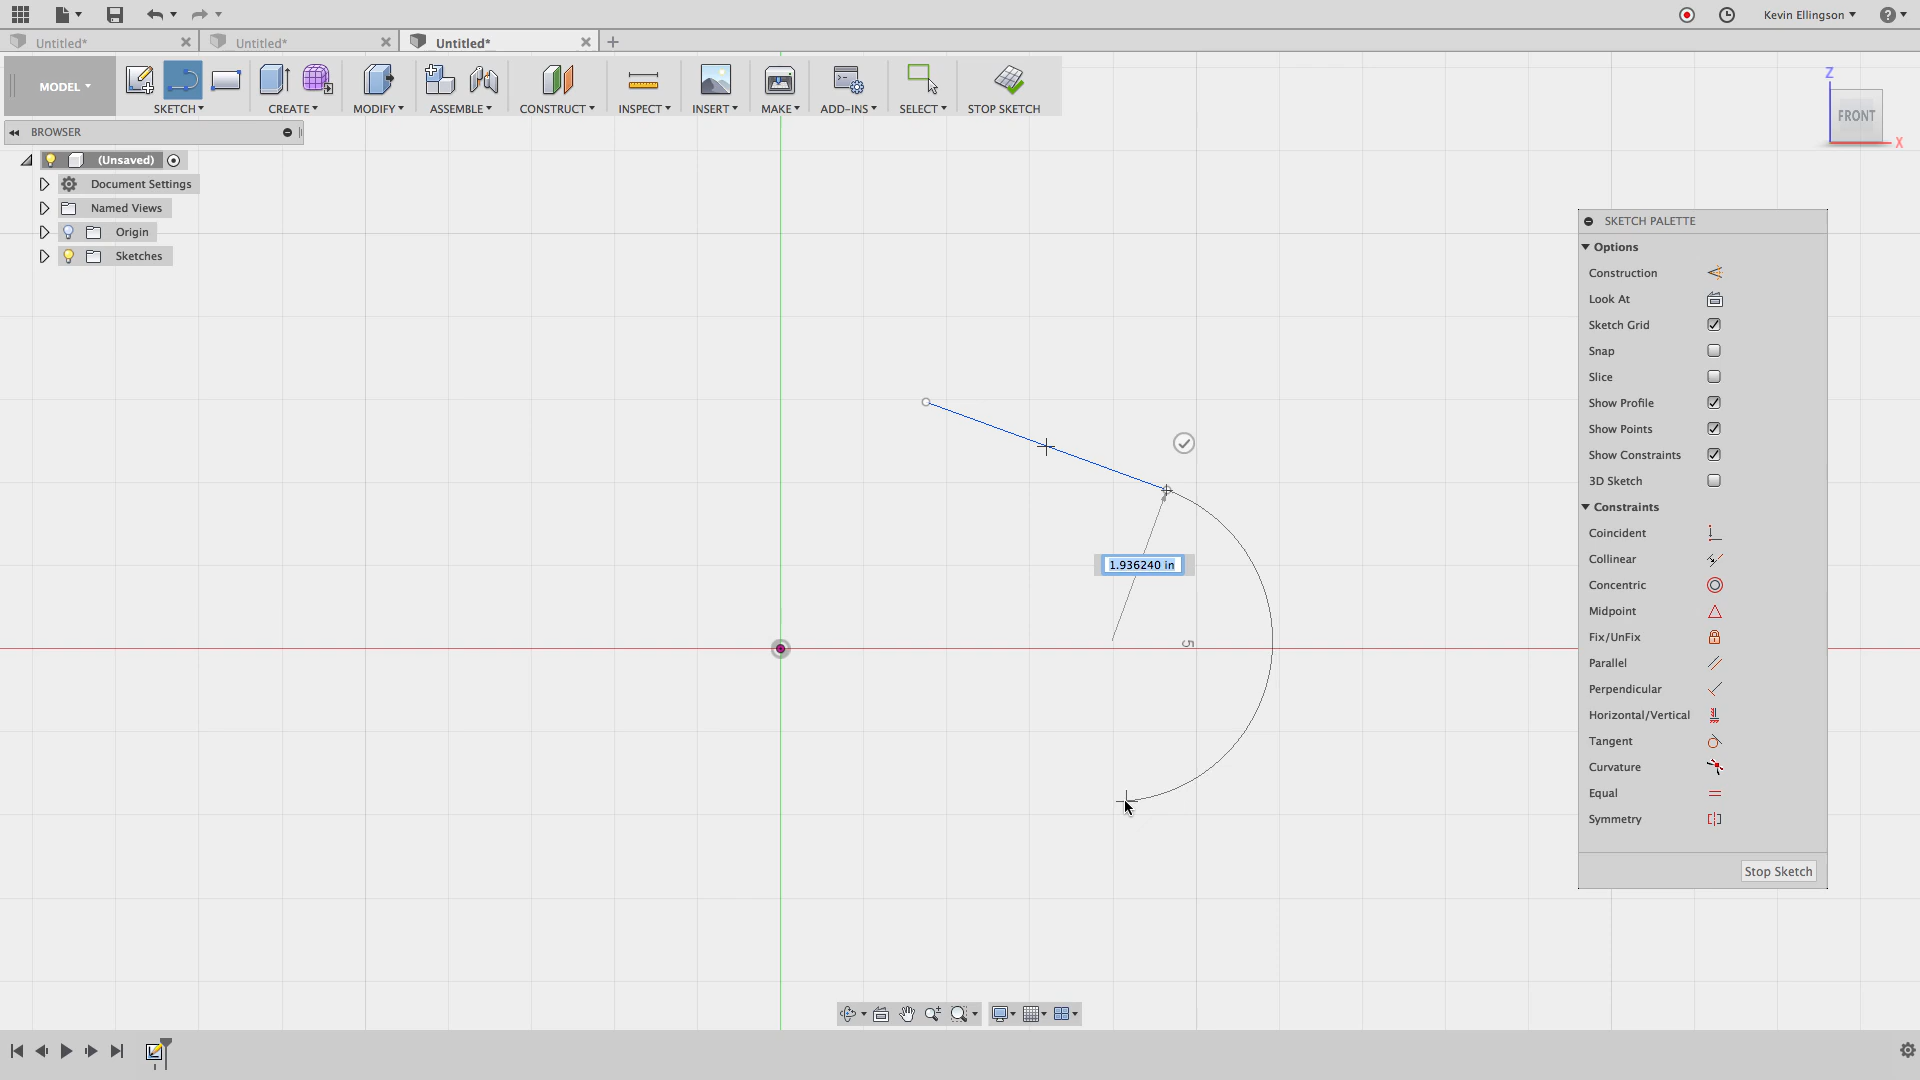 Kevin Ellingson
Untitled*
Untitled*
Untitled*
MODEL
SKETCH
CREATE
MODIFY
ASSEMBLE
CONSTRUCT
INSPECT
INSERT
MAKE
ADD-INS
SELECT
STOP SKETCH
Z
FRONT
X
BROWSER
(Unsaved)
Document Settings
Named Views
Origin
Sketches
SKETCH PALETTE
Options
Construction
Look At
Sketch Grid
Snap
Slice
Show Profile
Show Points
Show Constraints
3D Sketch
Constraints
Coincident
Collinear
Concentric
Midpoint
Fix/UnFix
Parallel
Perpendicular
Horizontal/Vertical
Tangent
Curvature
Equal
Symmetry
Stop Sketch
1.936240 in
5